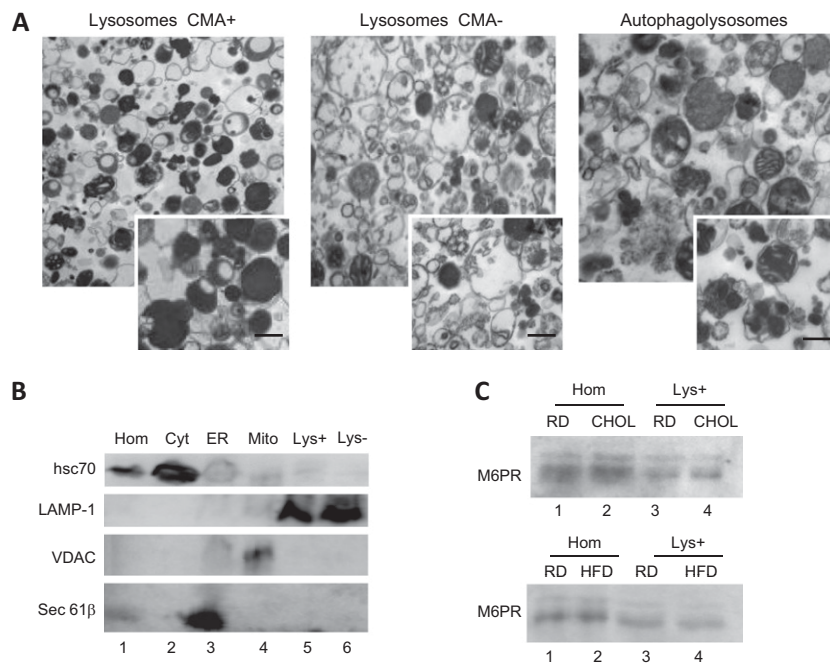 A
Lysosomes CMA+
Lysosomes CMA-
Autophagolysosomes
B
Hom Cyt ER Mito Lys+ Lys-
hsc70
LAMP-1
VDAC
Sec 61β
1 2 3 4 5 6
C
Hom Lys+
RD CHOL RD CHOL
M6PR
1 2 3 4
Hom Lys+
RD HFD RD HFD
M6PR
1 2 3 4